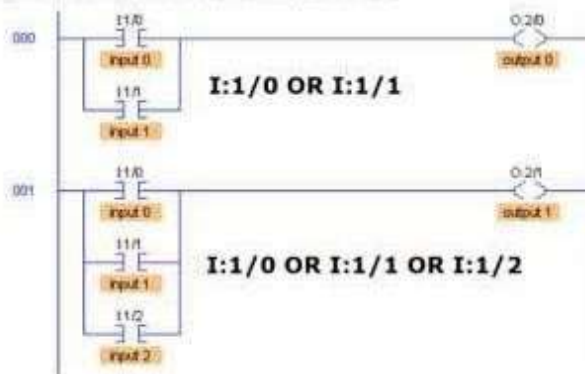 I:1/0 O:2/0
000
input 0 output 0
I:1/0 OR I:1/1
I:1/1
input 1
I:1/0 O:2/1
001
input 0 output 1
I:1/1
I:1/0 OR I:1/1 OR I:1/2
input 1
I:1/2
input 2